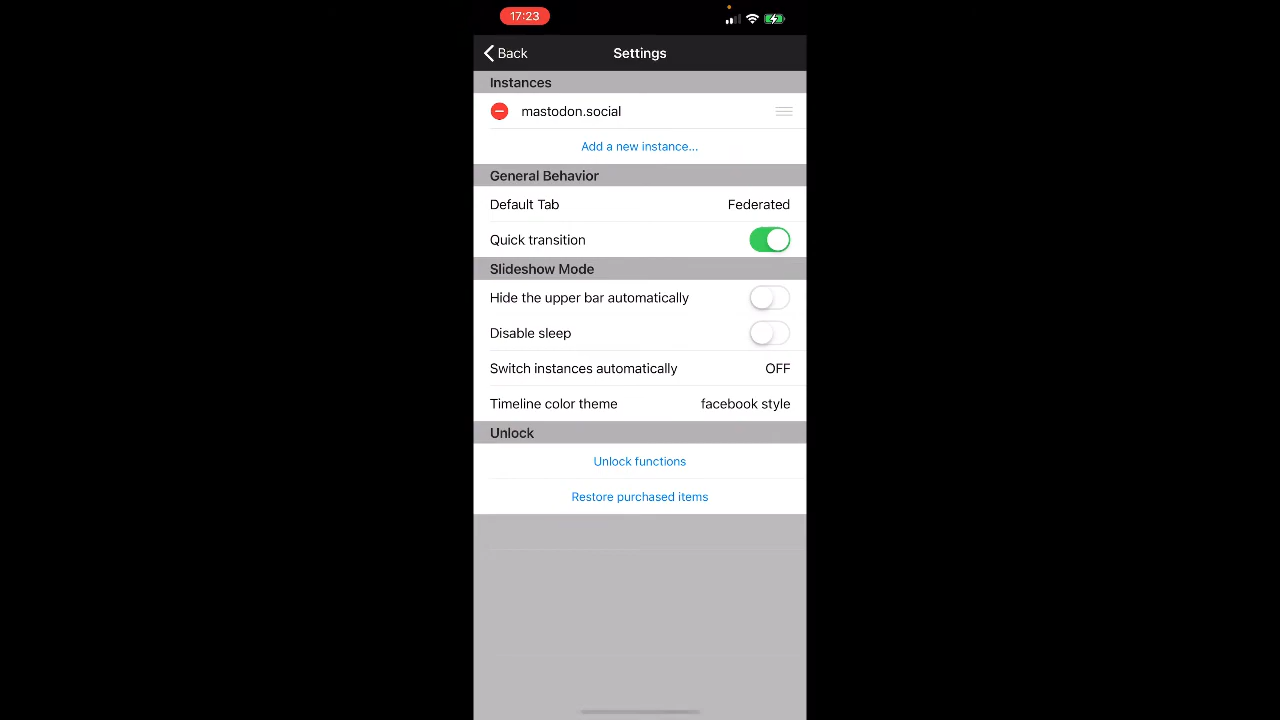 17:23
Back
Settings
Instances
mastodon.social
Add a new instance...
General Behavior
Default Tab
Federated
Quick transition
Slideshow Mode
Hide the upper bar automatically
Disable sleep
Switch instances automatically
OFF
Timeline color theme
facebook style
Unlock
Unlock functions
Restore purchased items